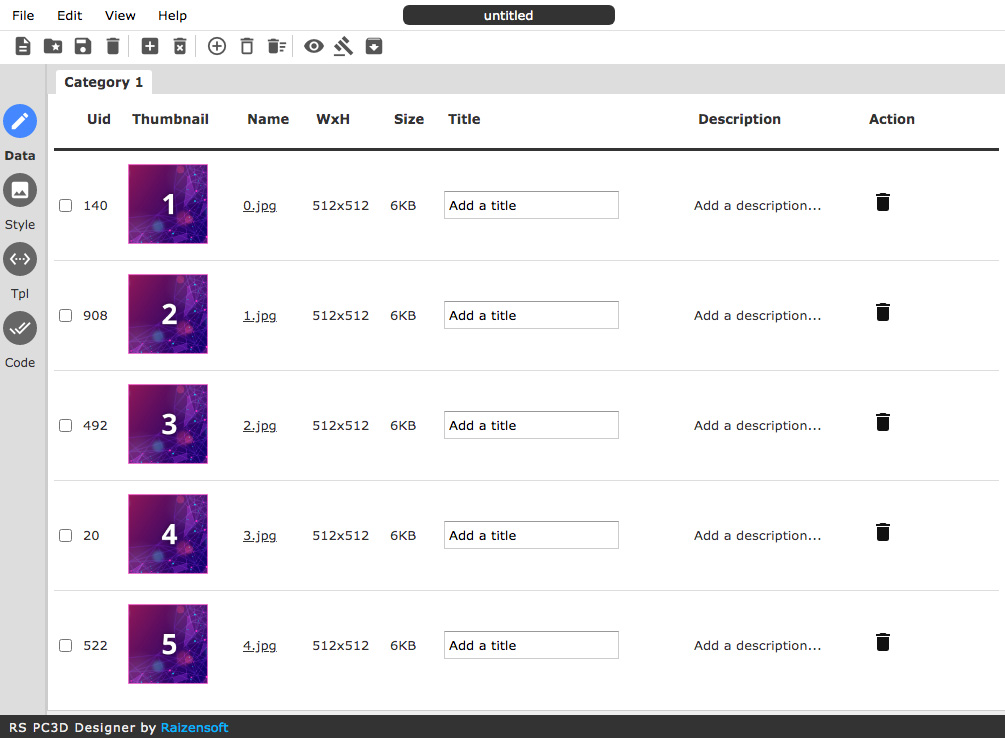 File Edit View Help untitled
Category 1
Uid Thumbnail Name WxH Size Title Description Action
Data
140 1 0.jpg 512x512 6KB Add a title Add a description...
Style
Tpl
908 2 1.jpg 512x512 6KB Add a title Add a description...
Code
492 3 2.jpg 512x512 6KB Add a title Add a description...
20 4 3.jpg 512x512 6KB Add a title Add a description...
522 5 4.jpg 512x512 6KB Add a title Add a description...
RS PC3D Designer by Raizensoft